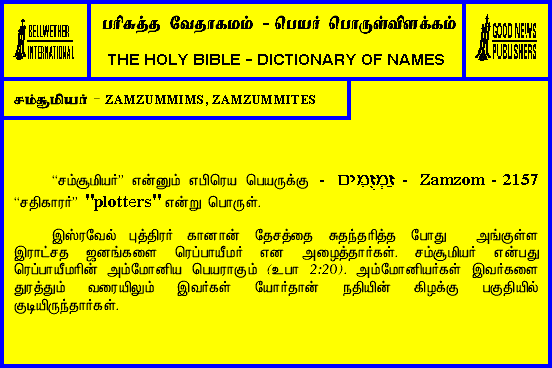 BELLWETHER
INTERNATIONAL
பரிசுத்த வேதாகமம் - பெயர் பொருள்விளக்கம்
THE HOLY BIBLE - DICTIONARY OF NAMES
GOOD NEWS
PUBLISHERS
சம்சூமியர் - ZAMZUMMIMS, ZAMZUMMITES
“சம்சூமியர்” என்னும் எபிரெய பெயருக்கு - זַמְזֻמִּים - Zamzom - 2157
“சதிகாரர்” "plotters" என்று பொருள்.
இஸ்ரவேல் புத்திரர் கானான் தேசத்தை சுதந்தரித்த போது அங்குள்ள
இராட்சத ஜனங்களை ரெப்பாயீமர் என அழைத்தார்கள். சம்சூமியர் என்பது
ரெப்பாயீமரின் அம்மோனிய பெயராகும் (உபா 2:20). அம்மோனியர்கள் இவர்களை
துரத்தும் வரையிலும் இவர்கள் யோர்தான் நதியின் கிழக்கு பகுதியில்
குடியிருந்தார்கள்.